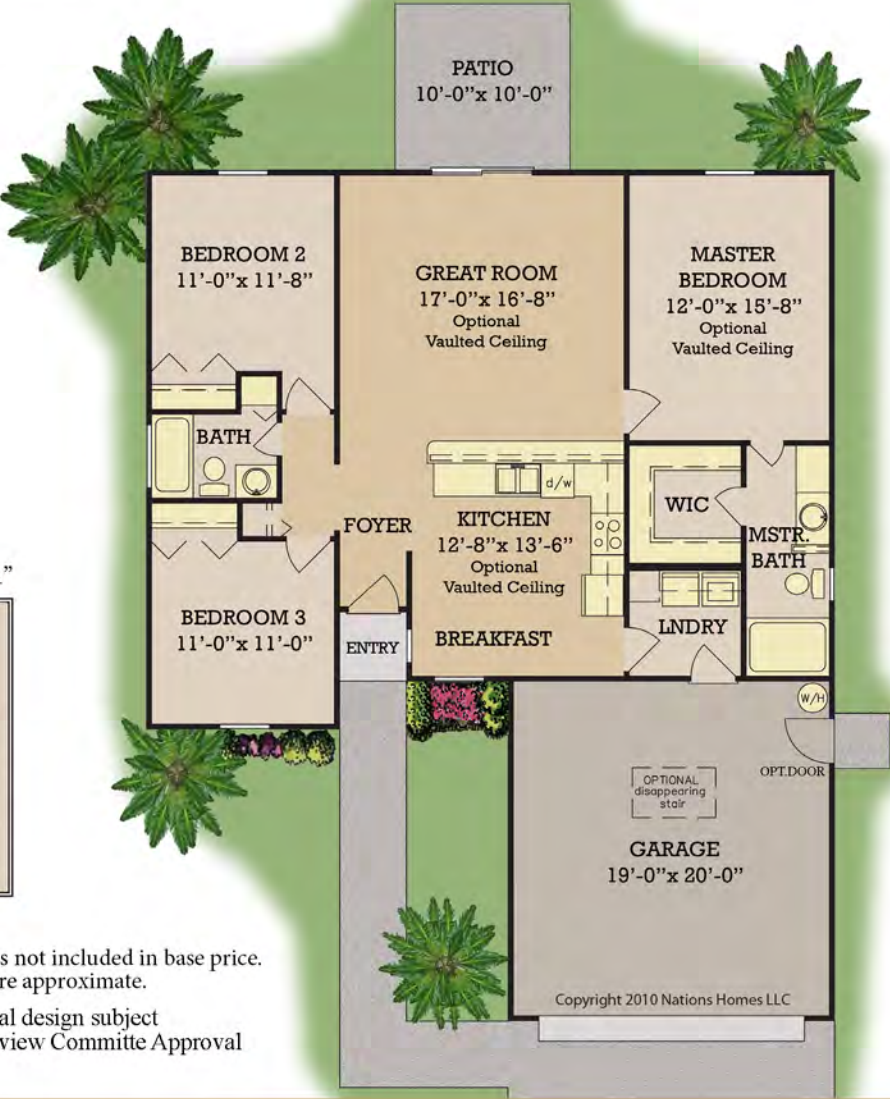 PATIO
10'-0"x 10'-0"
BEDROOM 2
11'-0"x 11'-8"
GREAT ROOM
17'-0"x 16'-8"
Optional
Vaulted Ceiling
MASTER
BEDROOM
12'-0"x 15'-8"
Optional
Vaulted Ceiling
BATH
d/w
WIC
FOYER
KITCHEN
12'-8"x 13'-6"
Optional
Vaulted Ceiling
MSTR.
BATH
BEDROOM 3
11'-0"x 11'-0"
ENTRY
BREAKFAST
LNDRY
W/H
OPT.DOOR
OPTIONAL
disappearing
stair
GARAGE
19'-0"x 20'-0"
Copyright 2010 Nations Homes LLC
not included in base price.
approximate.
design subject
Committe Approval